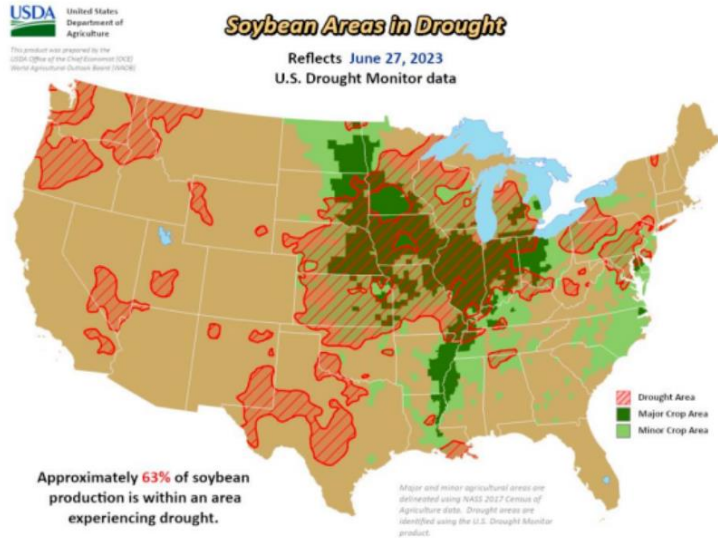 USDA
United States
Department of
Agriculture
This product was prepared by the
USDA Office of the Chief Economist (OCE)
World Agricultural Outlook Board (WAOB)
Soybean Areas in Drought
Reflects June 27, 2023
U.S. Drought Monitor data
Drought Area
Major Crop Area
Minor Crop Area
Approximately 63% of soybean
production is within an area
experiencing drought.
Major and minor agricultural areas are
delineated using NASS 2017 Census of
Agriculture data. Drought areas are
identified using the U.S. Drought Monitor
product.